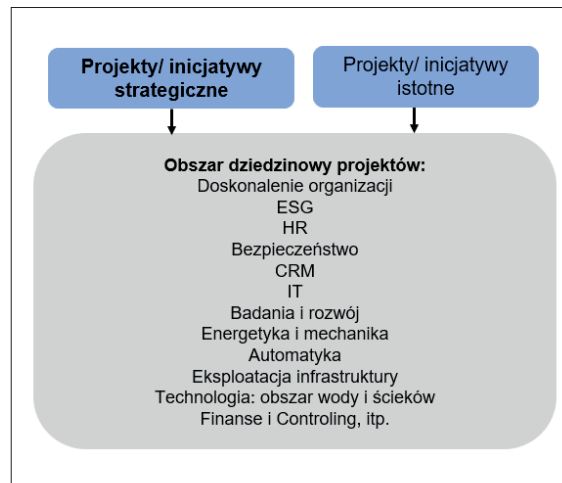 Projekty/ inicjatywy
strategiczne
Projekty/ inicjatywy
istotne
Obszar dziedzinowy projektów:
Doskonalenie organizacji
ESG
HR
Bezpieczeństwo
CRM
IT
Badania i rozwój
Energetyka i mechanika
Automatyka
Eksploatacja infrastruktury
Technologia: obszar wody i ścieków
Finanse i Controling, itp.